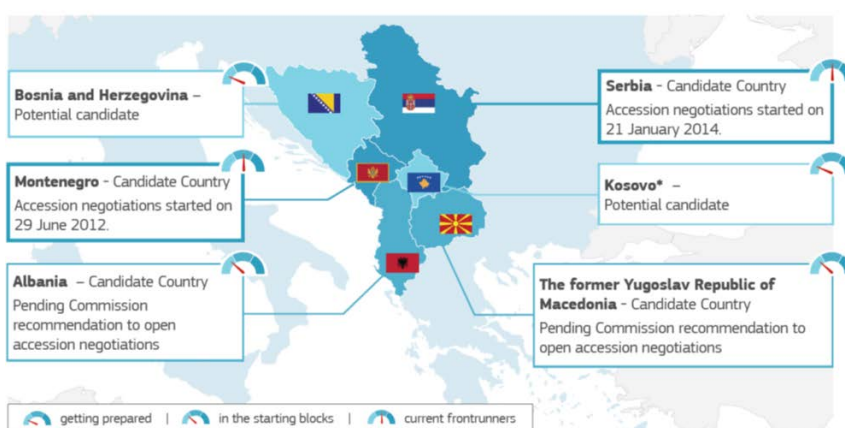 Bosnia and Herzegovina –
Potential candidate
Montenegro - Candidate Country
Accession negotiations started on
29 June 2012.
Albania – Candidate Country
Pending Commission
recommendation to open
accession negotiations
Serbia - Candidate Country
Accession negotiations started on
21 January 2014.
Kosovo* –
Potential candidate
The former Yugoslav Republic of
Macedonia - Candidate Country
Pending Commission recommendation to
open accession negotiations
getting prepared | in the starting blocks | current frontrunners